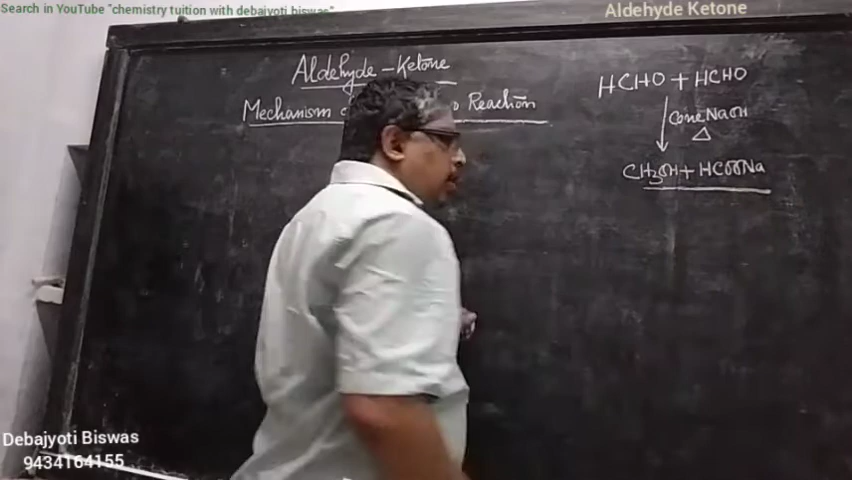 Search in YouTube "chemistry tuition with debajyoti biswas"
Aldehyde Ketone
Aldehyde - Ketone
Mechanism Reaction
HCHO + HCHO
Conc NaOH
△
CH3OH + HCOONa
Debajyoti Biswas
9434164155